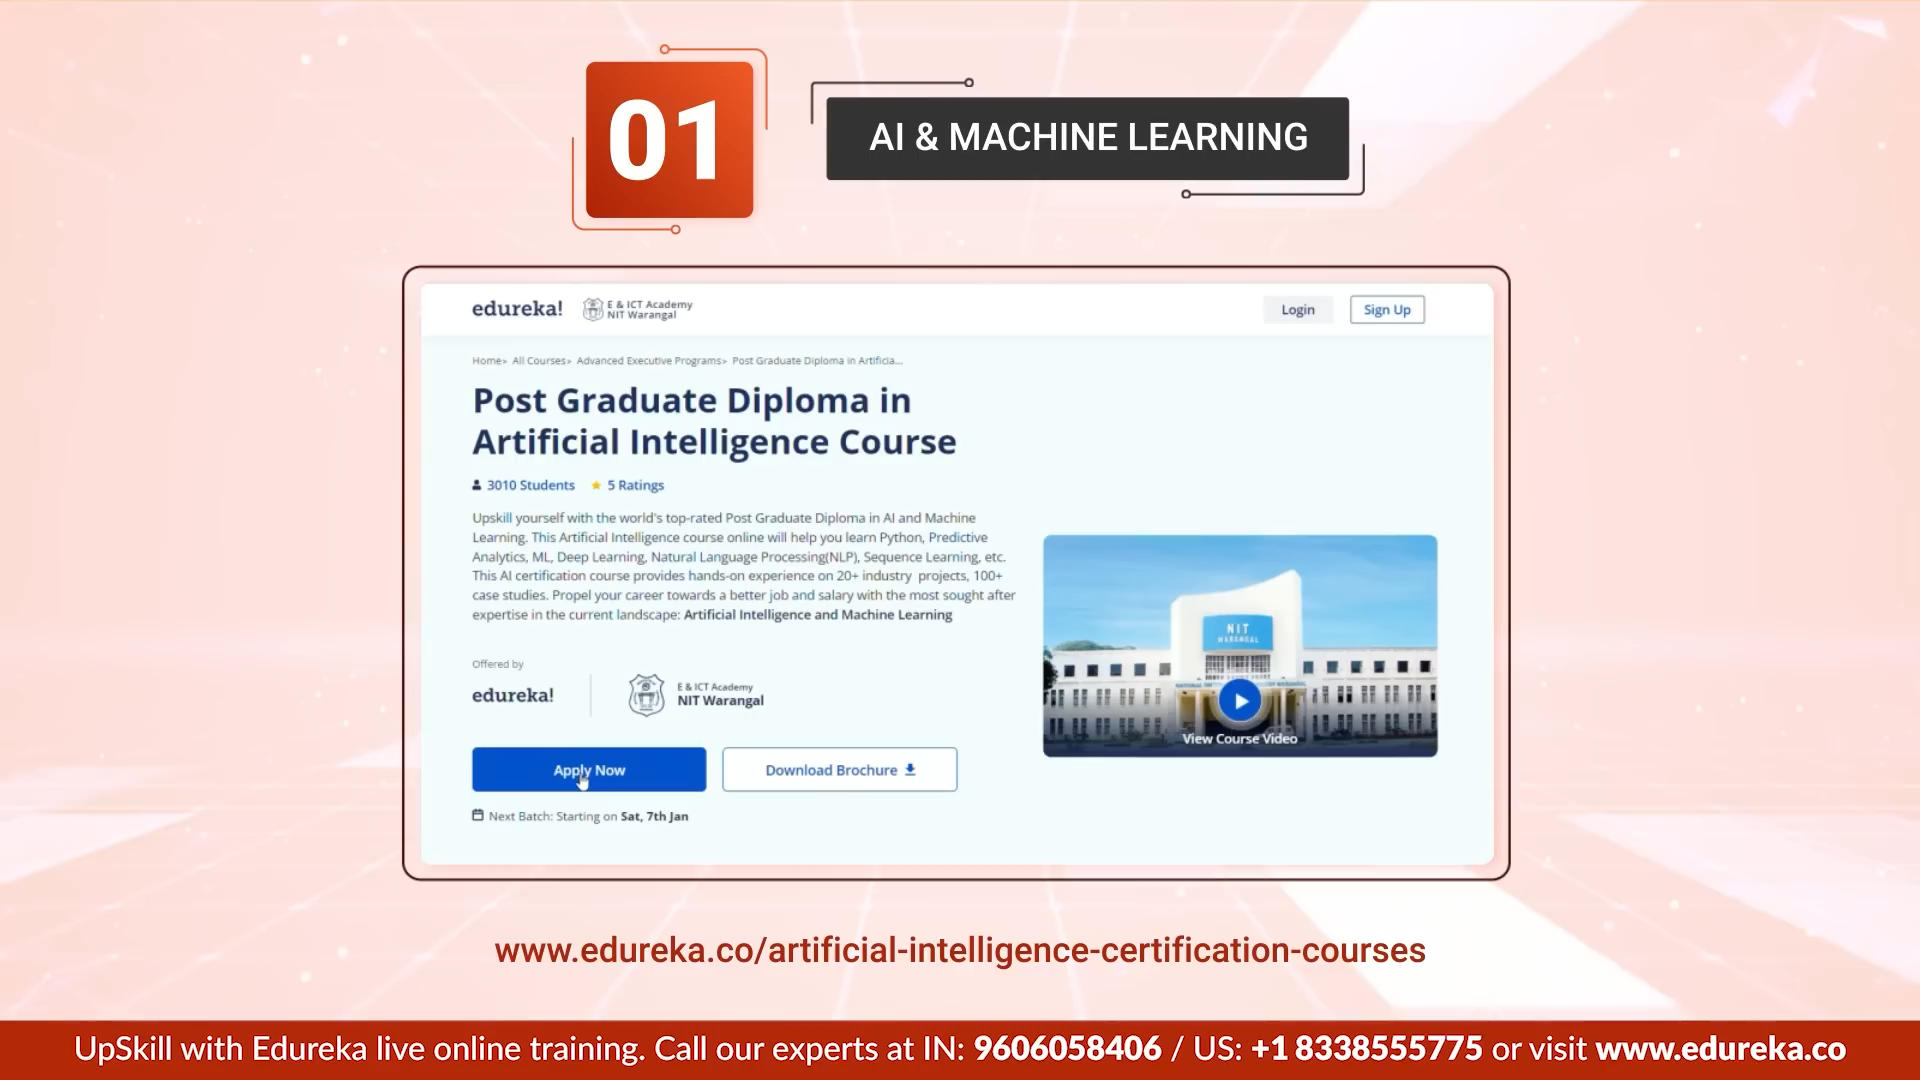 01
AI & MACHINE LEARNING
edureka!
E & ICT Academy
NIT Warangal
Login
Sign Up
Home> All Courses> Advanced Executive Programs> Post Graduate Diploma in Artificia...
Post Graduate Diploma in
Artificial Intelligence Course
3010 Students
5 Ratings
Upskill yourself with the world's top-rated Post Graduate Diploma in AI and Machine
Learning. This Artificial Intelligence course online will help you learn Python, Predictive
Analytics, ML, Deep Learning, Natural Language Processing(NLP), Sequence Learning, etc.
This AI certification course provides hands-on experience on 20+ industry projects, 100+
case studies. Propel your career towards a better job and salary with the most sought after
expertise in the current landscape: Artificial Intelligence and Machine Learning
NIT
WARANGAL
View Course Video
Offered by
edureka!
E & ICT Academy
NIT Warangal
Apply Now
Download Brochure
Next Batch: Starting on Sat, 7th Jan
www.edureka.co/artificial-intelligence-certification-courses
UpSkill with Edureka live online training. Call our experts at IN: 9606058406 / US: +1 8338555775 or visit www.edureka.co